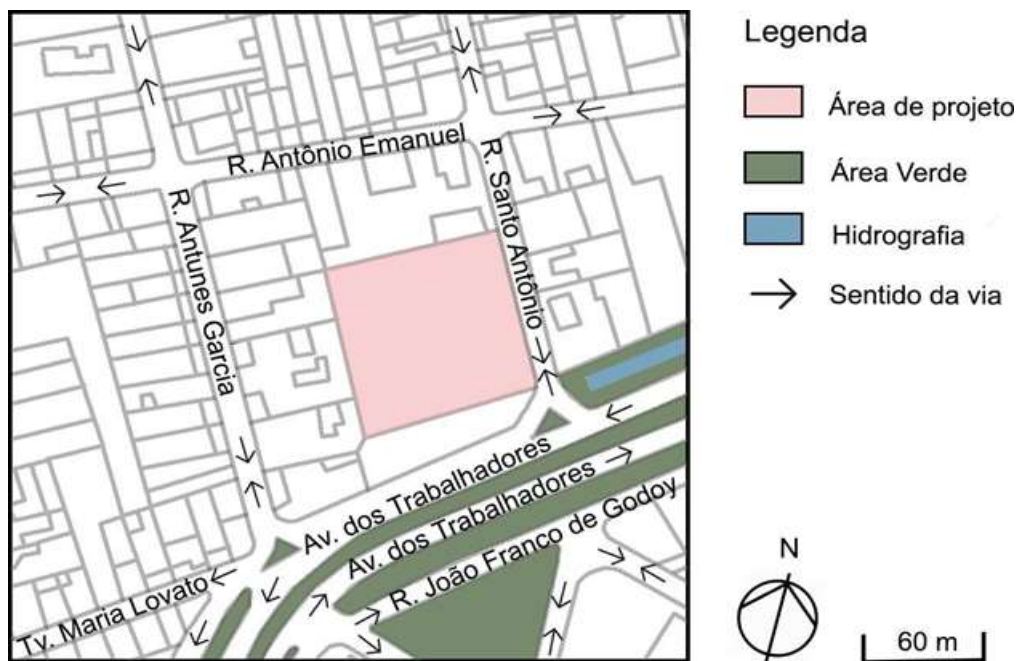 R. Antônio Emanuel
R. Santo Antônio
R. Antunes Garcia
Av. dos Trabalhadores
Av. dos Trabalhadores
R. João Franco de Godoy
Tv. Maria Lovato
Legenda
Área de projeto
Área Verde
Hidrografia
Sentido da via
N
60 m